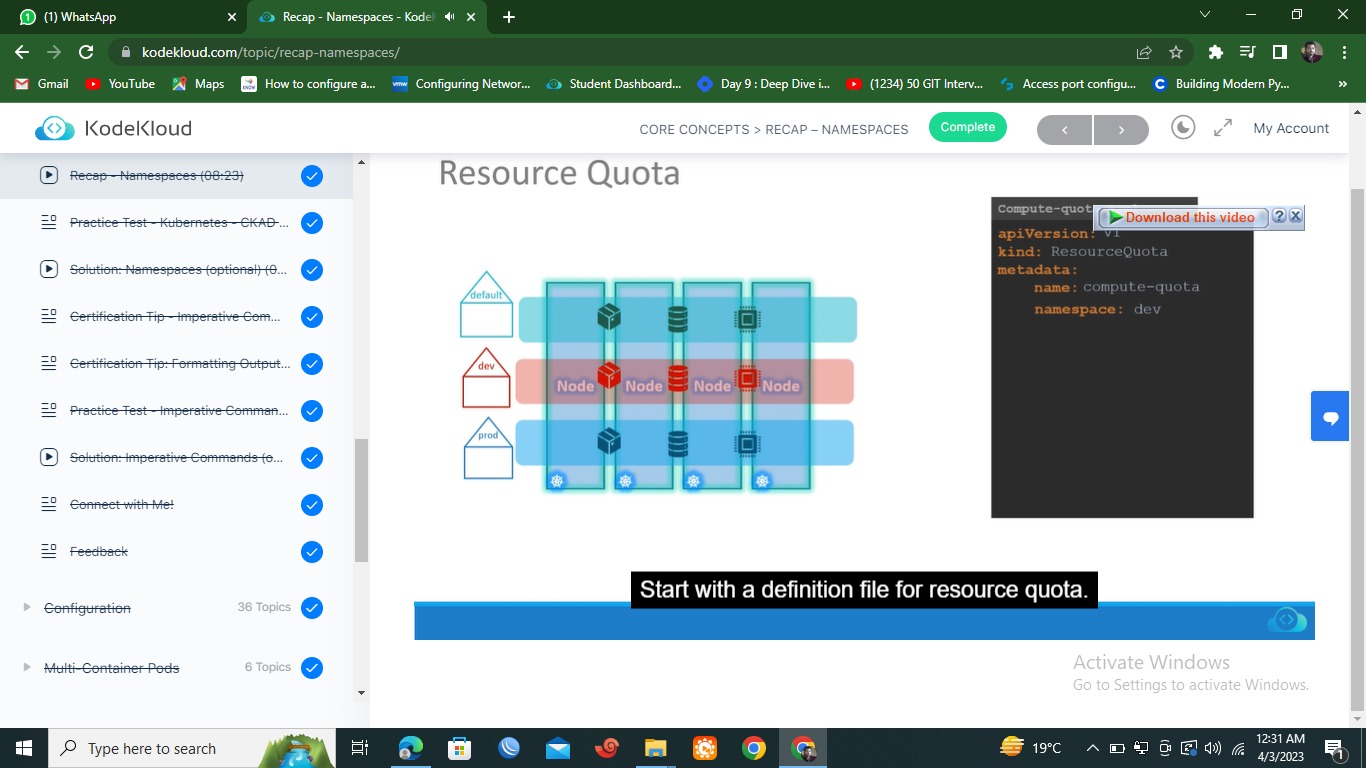 (1) WhatsApp
Recap - Namespaces - Kodek
kodekloud.com/topic/recap-namespaces/
Gmail
YouTube
Maps
How to configure a...
Configuring Networ...
Student Dashboard...
Day 9 : Deep Dive i...
(1234) 50 GIT Interv...
Access port configu...
Building Modern Py...
»
KodeKloud
CORE CONCEPTS > RECAP – NAMESPACES
Complete
My Account
Recap - Namespaces (08:23)
Practice Test - Kubernetes - CKAD ...
Solution: Namespaces (optional) (0...
Certification Tip - Imperative Com...
Certification Tip: Formatting Output...
Practice Test - Imperative Comman...
Solution: Imperative Commands (o...
Connect with Me!
Feedback
Configuration
36 Topics
Multi-Container Pods
6 Topics
Resource Quota
default
dev
prod
Node
Node
Node
Node
Compute-quot
Download this video
apiVersion: v1
kind: ResourceQuota
metadata:
name: compute-quota
namespace: dev
Start with a definition file for resource quota.
Activate Windows
Go to Settings to activate Windows.
Type here to search
19°C
12:31 AM
4/3/2023
1